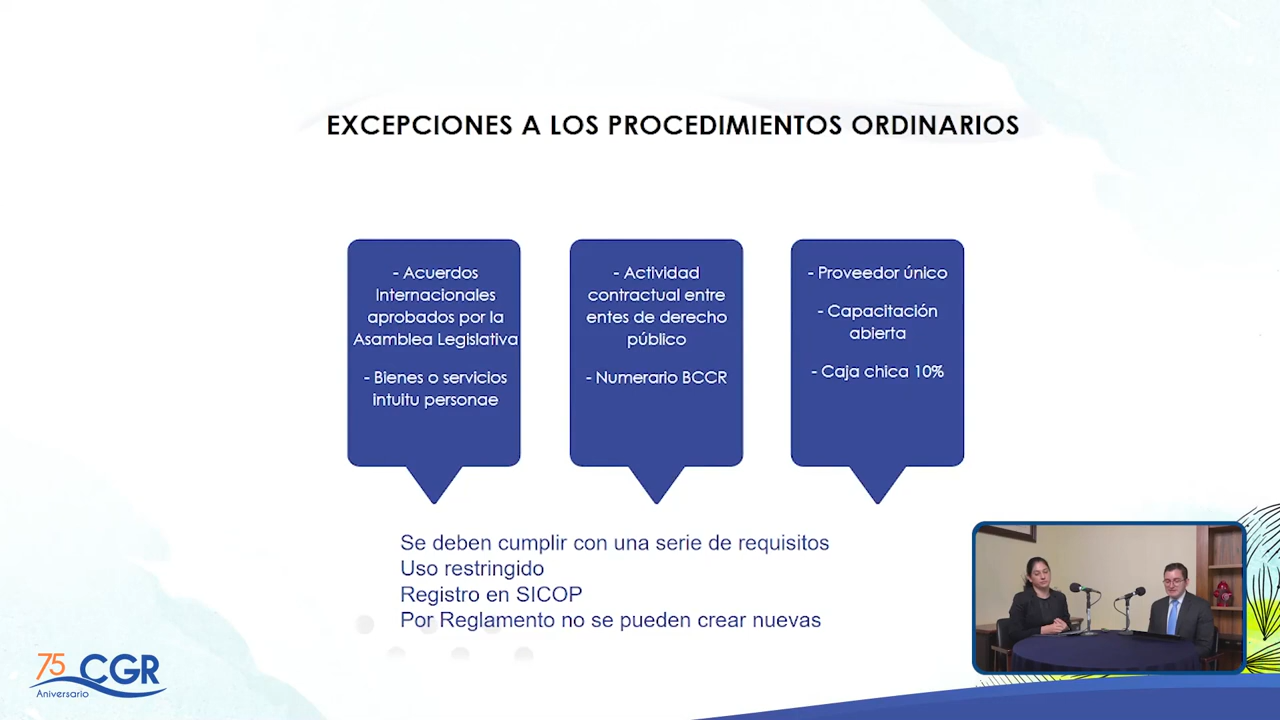 EXCEPCIONES A LOS PROCEDIMIENTOS ORDINARIOS
- Acuerdos
Internacionales
aprobados por la
Asamblea Legislativa
- Bienes o servicios
intuitu personae
- Actividad
contractual entre
entes de derecho
público
- Numerario BCCR
- Proveedor único
- Capacitación
abierta
- Caja chica 10%
Se deben cumplir con una serie de requisitos
Uso restringido
Registro en SICOP
Por Reglamento no se pueden crear nuevas
75 CGR
Aniversario